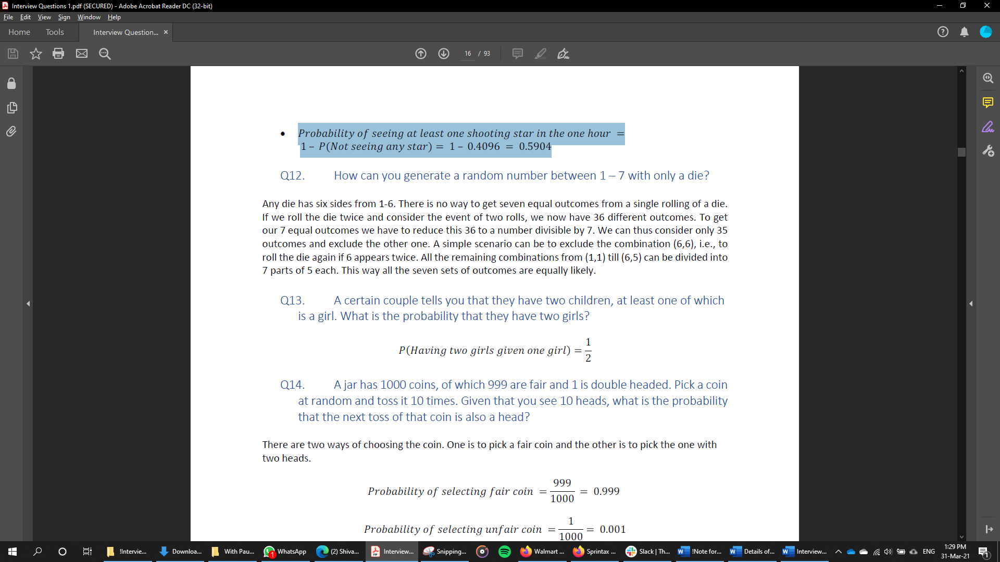 Interview Questions 1.pdf (SECURED) - Adobe Acrobat Reader DC (32-bit)
File Edit View Sign Window Help
Home Tools Interview Question... ×
16 / 93
• Probability of seeing at least one shooting star in the one hour =
1 – P(Not seeing any star) = 1 – 0.4096 = 0.5904
Q12. How can you generate a random number between 1 – 7 with only a die?
Any die has six sides from 1-6. There is no way to get seven equal outcomes from a single rolling of a die.
If we roll the die twice and consider the event of two rolls, we now have 36 different outcomes. To get
our 7 equal outcomes we have to reduce this 36 to a number divisible by 7. We can thus consider only 35
outcomes and exclude the other one. A simple scenario can be to exclude the combination (6,6), i.e., to
roll the die again if 6 appears twice. All the remaining combinations from (1,1) till (6,5) can be divided into
7 parts of 5 each. This way all the seven sets of outcomes are equally likely.
Q13. A certain couple tells you that they have two children, at least one of which
is a girl. What is the probability that they have two girls?
P(Having two girls given one girl) = 1/2
Q14. A jar has 1000 coins, of which 999 are fair and 1 is double headed. Pick a coin
at random and toss it 10 times. Given that you see 10 heads, what is the probability
that the next toss of that coin is also a head?
There are two ways of choosing the coin. One is to pick a fair coin and the other is to pick the one with
two heads.
Probability of selecting fair coin = 999/1000 = 0.999
Probability of selecting unfair coin = 1/1000 = 0.001
!Intervie... Downloa... With Pau... 1 WhatsApp (2) Shiva... Interview... Snipping... Walmart ... Sprintax ... Slack | Th... !Note for... Details of... Interview... ENG 1:29 PM
31-Mar-21 1